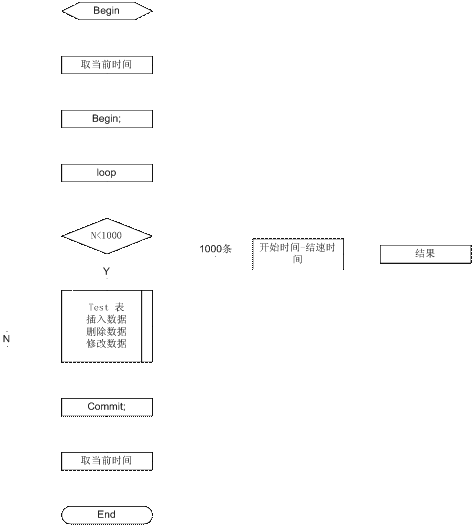 Begin
取当前时间
Begin;
loop
N<1000
1000条
开始时间-结速时
间
结果
Y
Test 表
插入数据
删除数据
修改数据
N
Commit;
取当前时间
End